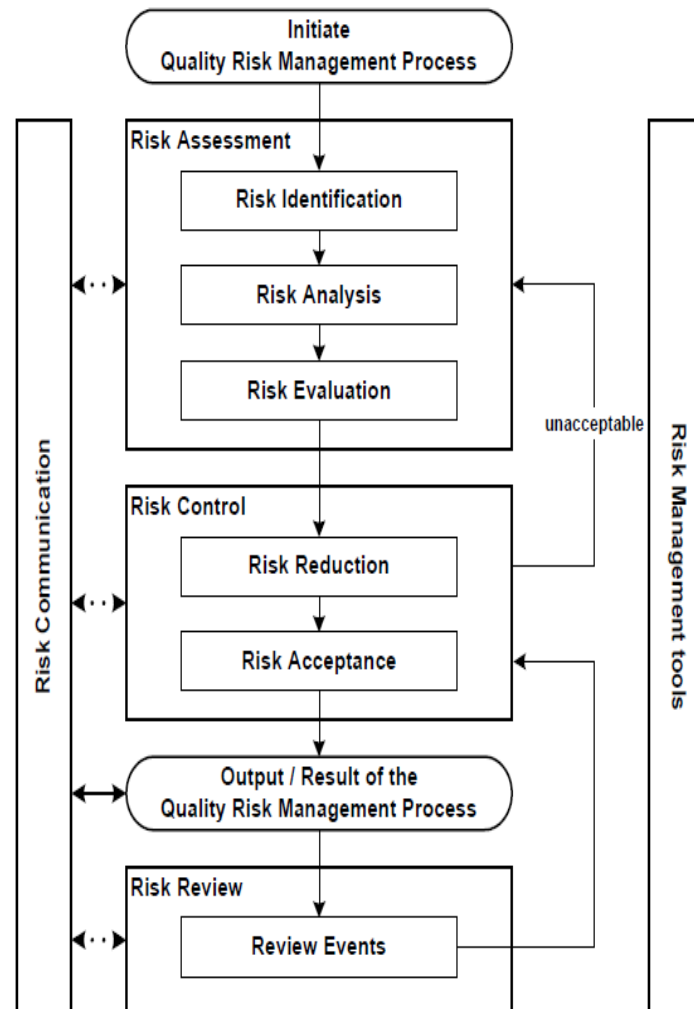 Initiate
Quality Risk Management Process
Risk Assessment
Risk Identification
Risk Analysis
Risk Evaluation
unacceptable
Risk Control
Risk Reduction
Risk Acceptance
Output / Result of the
Quality Risk Management Process
Risk Review
Review Events
Risk Communication
Risk Management tools